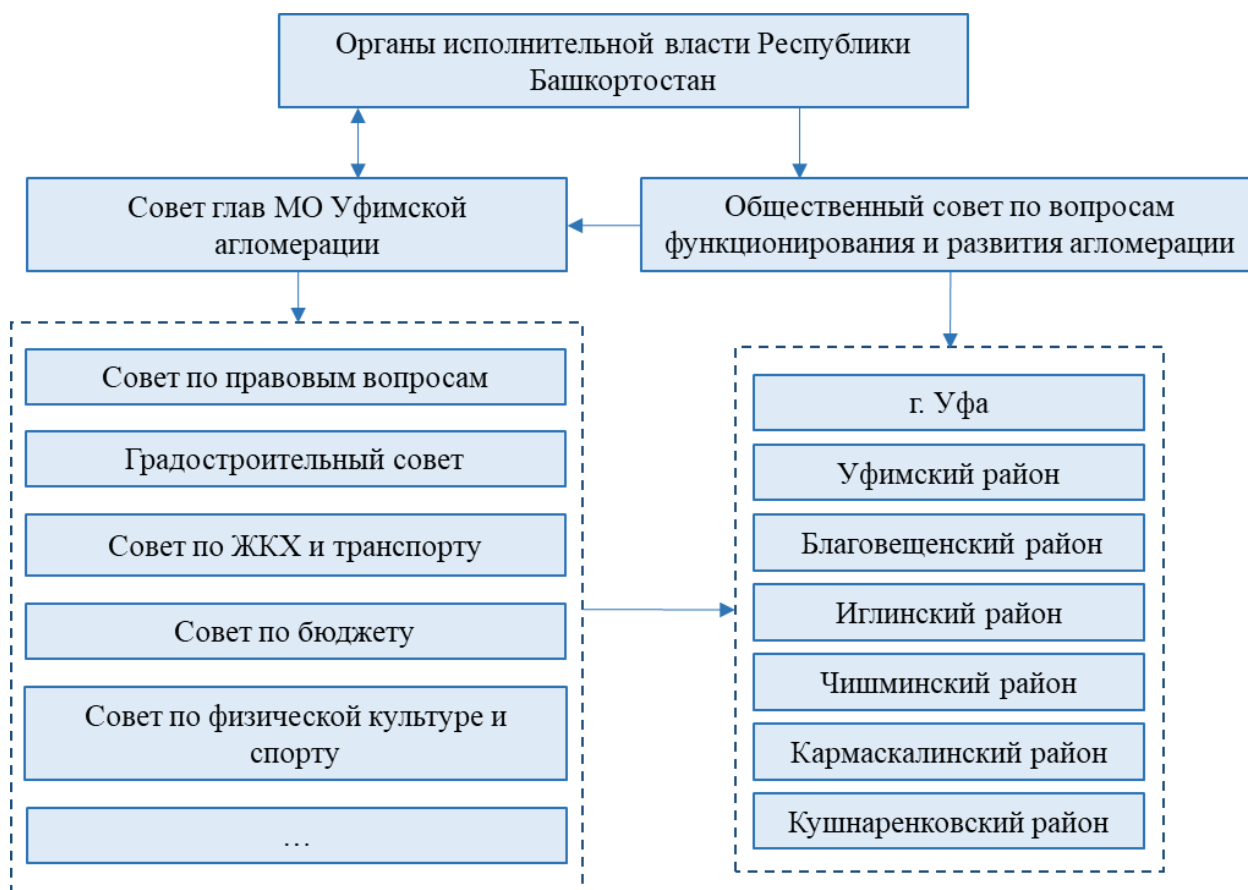 Органы исполнительной власти Республики
Башкортостан
Совет глав МО Уфимской
агломерации
Общественный совет по вопросам
функционирования и развития агломерации
Совет по правовым вопросам
Градостроительный совет
Совет по ЖКХ и транспорту
Совет по бюджету
Совет по физической культуре и
спорту
…
г. Уфа
Уфимский район
Благовещенский район
Иглинский район
Чишминский район
Кармаскалинский район
Кушнаренковский район